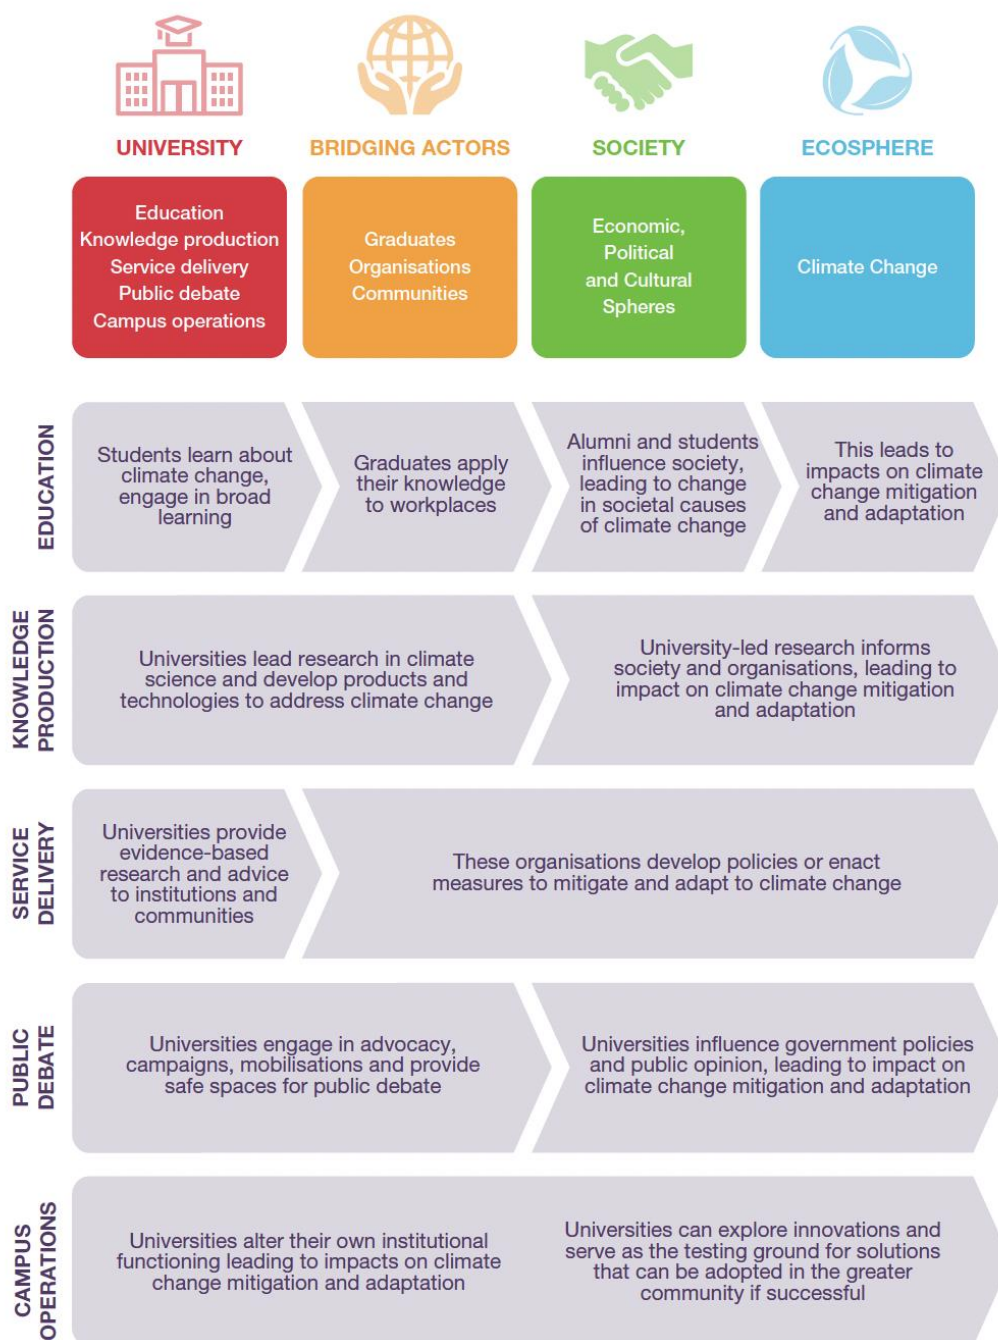 UNIVERSITY
BRIDGING ACTORS
SOCIETY
ECOSPHERE
Education
Knowledge production
Service delivery
Public debate
Campus operations
Graduates
Organisations
Communities
Economic,
Political
and Cultural
Spheres
Climate Change
EDUCATION
Students learn about
climate change,
engage in broad
learning
Graduates apply
their knowledge
to workplaces
Alumni and students
influence society,
leading to change
in societal causes
of climate change
This leads to
impacts on climate
change mitigation
and adaptation
KNOWLEDGE
PRODUCTION
Universities lead research in climate
science and develop products and
technologies to address climate change
University-led research informs
society and organisations, leading to
impact on climate change mitigation
and adaptation
SERVICE
DELIVERY
Universities provide
evidence-based
research and advice
to institutions and
communities
These organisations develop policies or enact
measures to mitigate and adapt to climate change
PUBLIC
DEBATE
Universities engage in advocacy,
campaigns, mobilisations and provide
safe spaces for public debate
Universities influence government policies
and public opinion, leading to impact on
climate change mitigation and adaptation
CAMPUS
OPERATIONS
Universities alter their own institutional
functioning leading to impacts on climate
change mitigation and adaptation
Universities can explore innovations and
serve as the testing ground for solutions
that can be adopted in the greater
community if successful